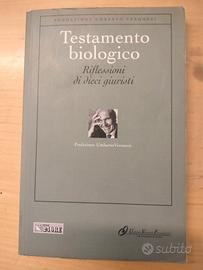 FONDAZIONE UMBERTO VERONESI
Testamento
biologico
Riflessioni
di dieci giuristi
Prefazione Umberto Veronesi
subito